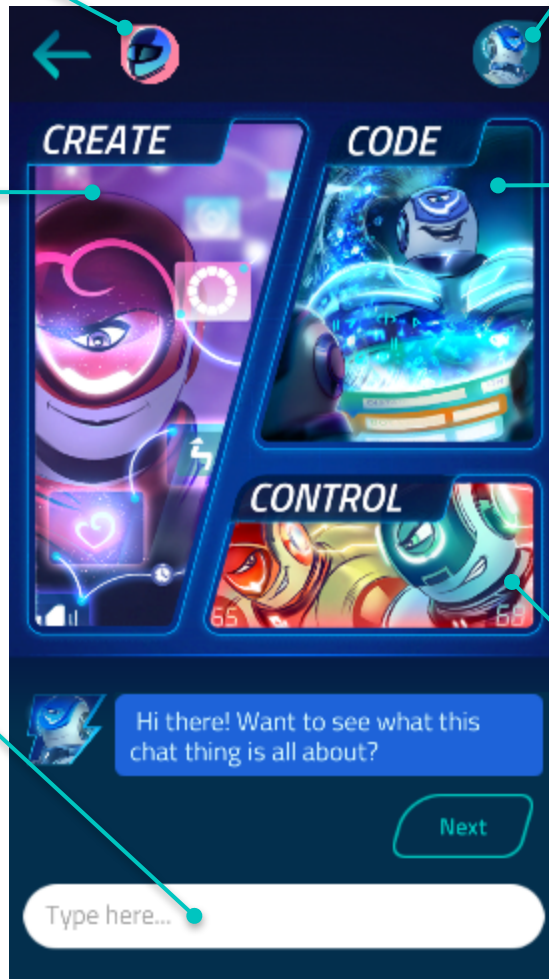 CREATE
CODE
CONTROL
65
68
Hi there! Want to see what this
chat thing is all about?
Next
Type here...